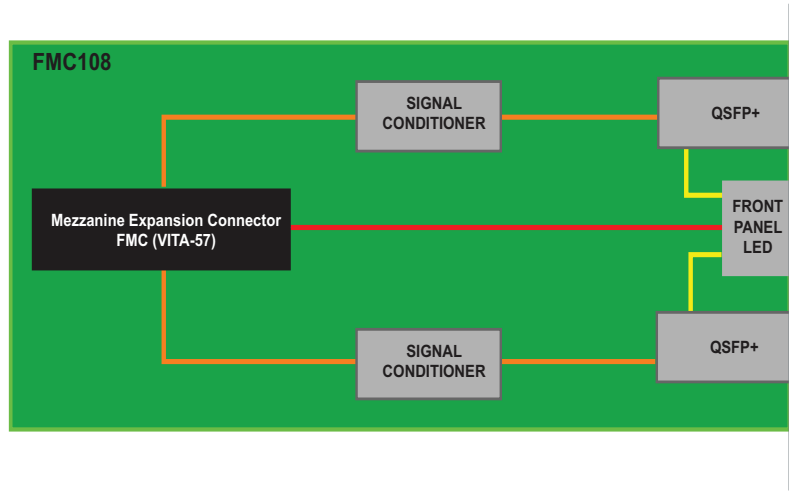 FMC108
SIGNAL
CONDITIONER
QSFP+
Mezzanine Expansion Connector
FMC (VITA-57)
FRONT
PANEL
LED
SIGNAL
CONDITIONER
QSFP+